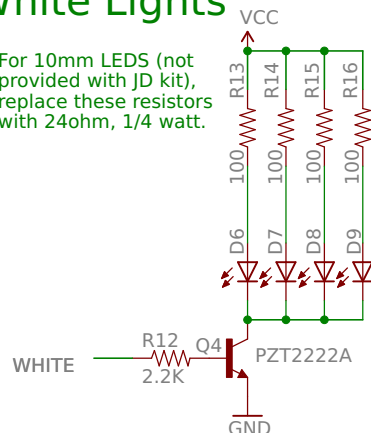 White Lights
VCC
For 10mm LEDS (not
provided with JD kit),
replace these resistors
with 24ohm, 1/4 watt.
R13
R14
R15
R16
100
100
100
100
D6
D7
D8
D9
R12
Q4
PZT2222A
WHITE
2.2K
GND